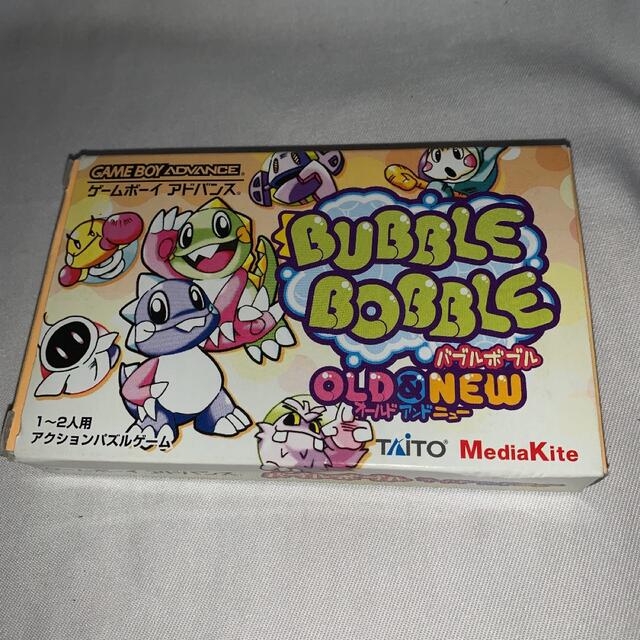 GAME BOY ADVANCE
ゲームボーイ アドバンス®
BUBBLE
BOBBLE
バブルボブル
OLD & NEW
オールド アンド ニュー
1~2人用
アクションパズルゲーム
TAITO®
MediaKite